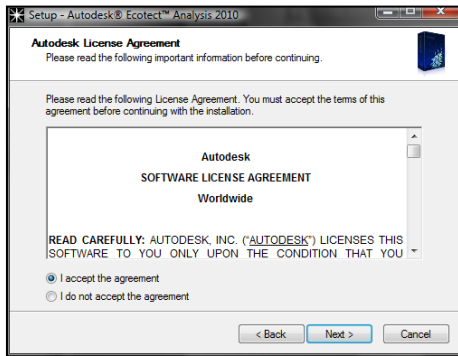 Setup - Autodesk® Ecotect™ Analysis 2010
Autodesk License Agreement
Please read the following important information before continuing.
Please read the following License Agreement. You must accept the terms of this
agreement before continuing with the installation.
Autodesk
SOFTWARE LICENSE AGREEMENT
Worldwide
READ CAREFULLY: AUTODESK, INC. ("AUTODESK") LICENSES THIS
SOFTWARE TO YOU ONLY UPON THE CONDITION THAT YOU
I accept the agreement
I do not accept the agreement
< Back Next > Cancel